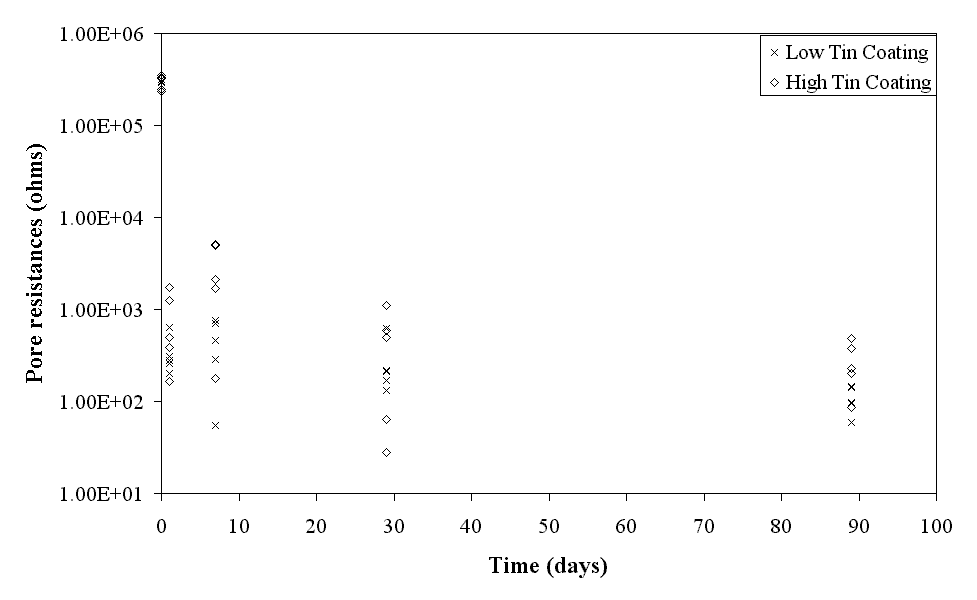 1.00E+06
1.00E+05
1.00E+04
1.00E+03
1.00E+02
1.00E+01
Pore resistances (ohms)
Low Tin Coating
High Tin Coating
0 10 20 30 40 50 60 70 80 90 100
Time (days)